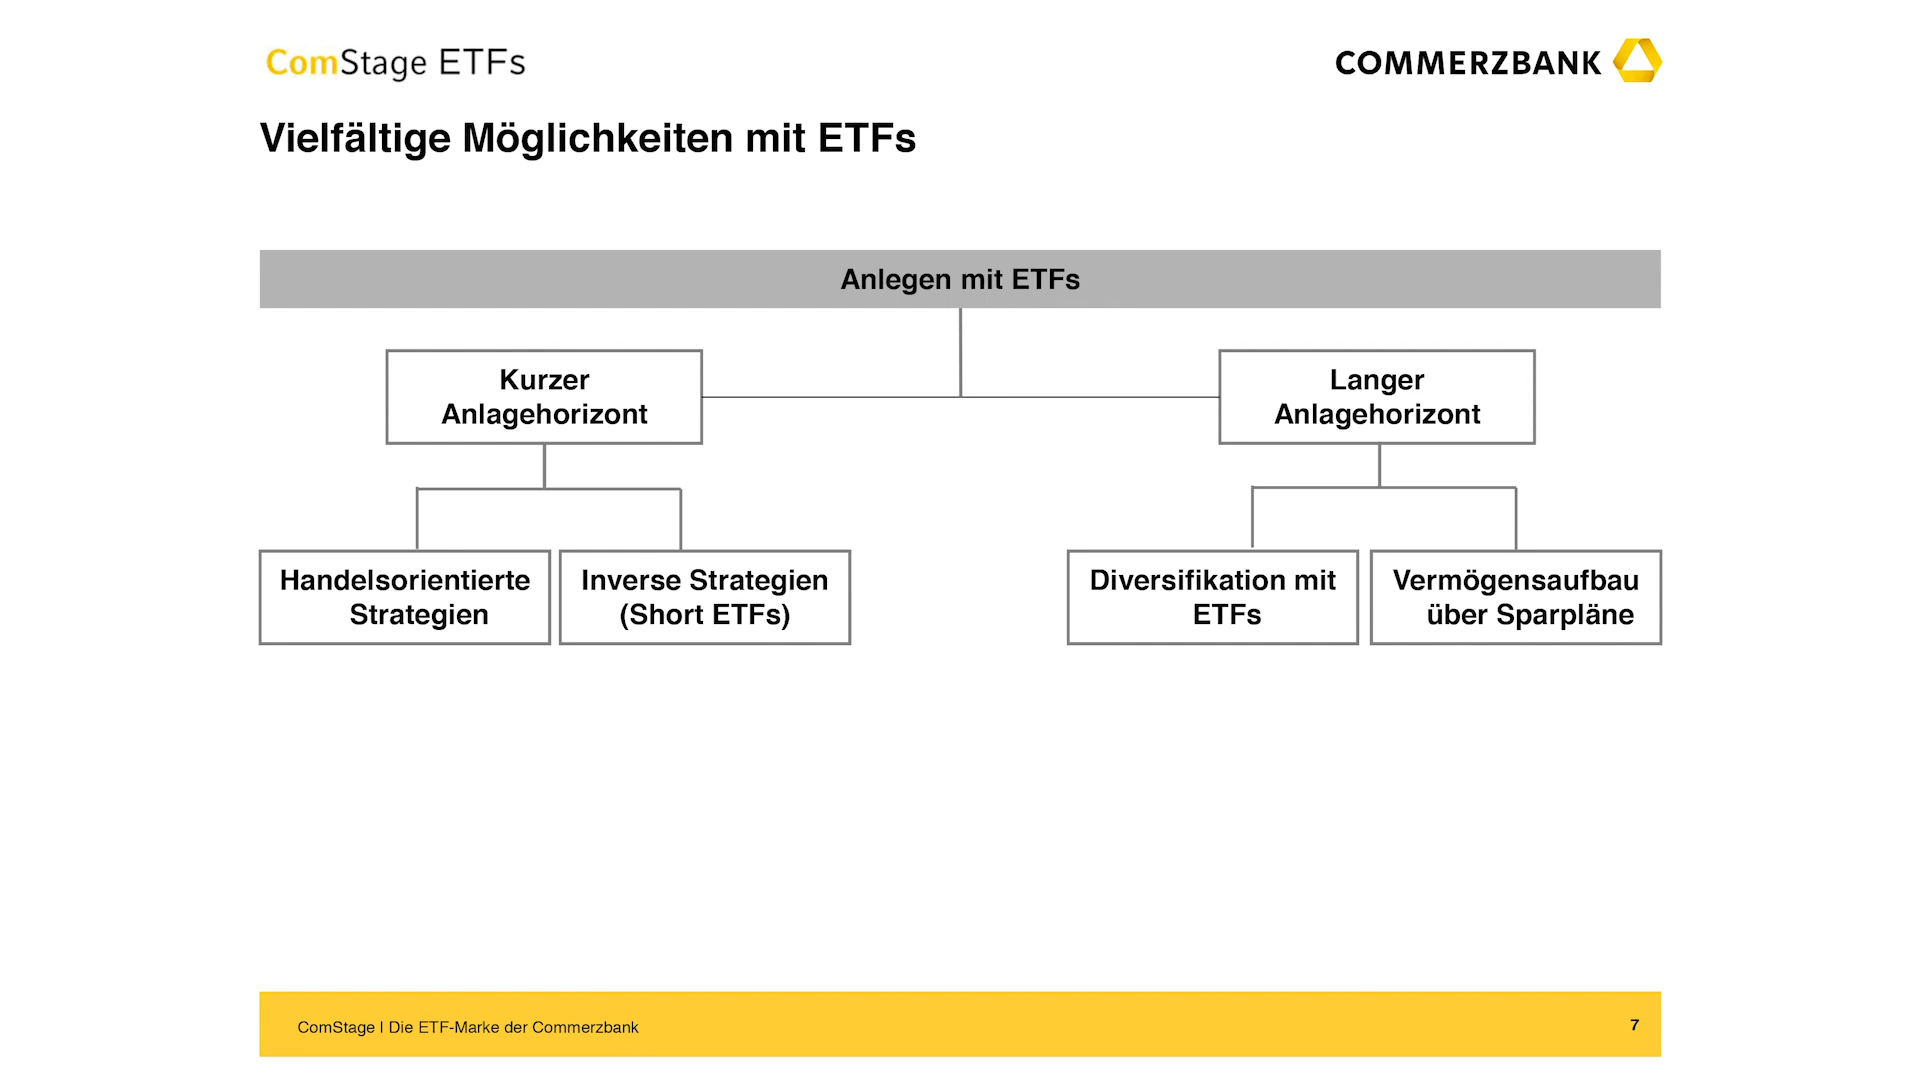 ComStage ETFs
COMMERZBANK
Vielfältige Möglichkeiten mit ETFs
Anlegen mit ETFs
Kurzer
Anlagehorizont
Langer
Anlagehorizont
Handelsorientierte
Strategien
Inverse Strategien
(Short ETFs)
Diversifikation mit
ETFs
Vermögensaufbau
über Sparpläne
ComStage I Die ETF-Marke der Commerzbank
7